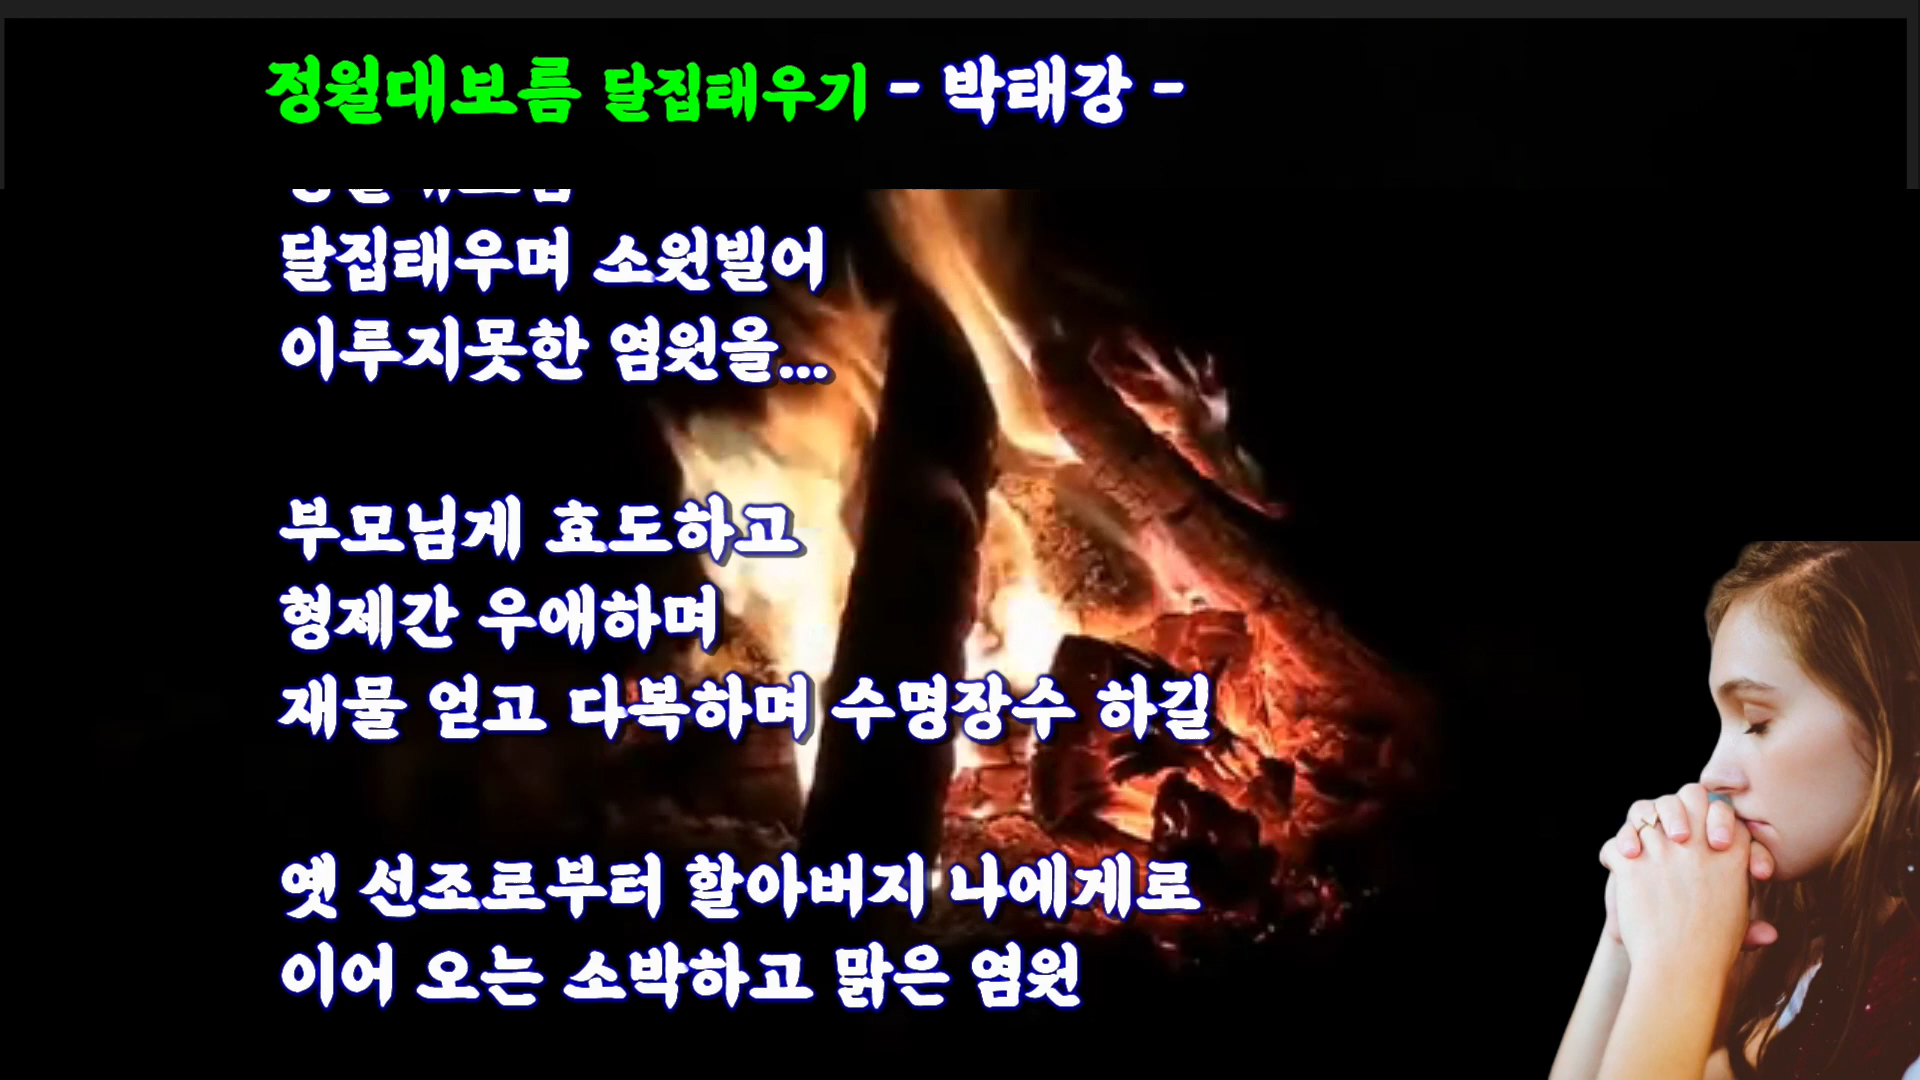 정월대보름 달집태우기 - 박태강 -
달집태우며 소원빌어
이루지못한 염원을...
부모님게 효도하고
형제간 우애하며
재물 얻고 다복하며 수명장수 하길
옛 선조로부터 할아버지 나에게로
이어 오는 소박하고 맑은 염원